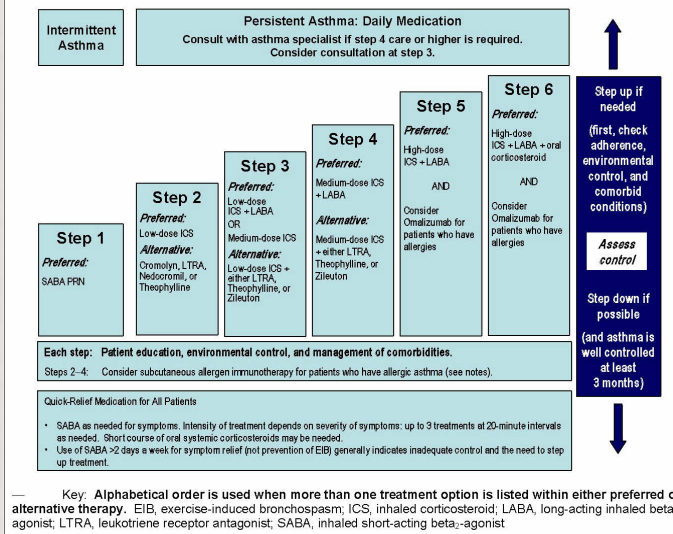 Intermittent
Asthma
Persistent Asthma: Daily Medication
Consult with asthma specialist if step 4 care or higher is required.
Consider consultation at step 3.
Step 1
Preferred:
SABA PRN
Step 2
Preferred:
Low-dose ICS
Alternative:
Cromolyn, LTRA,
Nedocromil, or
Theophylline
Step 3
Preferred:
Low-dose
ICS + LABA
OR
Medium-dose ICS
Alternative:
Low-dose ICS +
either LTRA,
Theophylline, or
Zileuton
Step 4
Preferred:
Medium-dose ICS
+ LABA
Alternative:
Medium-dose ICS
+ either LTRA,
Theophylline, or
Zileuton
Step 5
Preferred:
High-dose
ICS + LABA
AND
Consider
Omalizumab for
patients who have
allergies
Step 6
Preferred:
High-dose
ICS + LABA + oral
corticosteroid
AND
Consider
Omalizumab for
patients who have
allergies
Step up if
needed
(first, check
adherence,
environmental
control, and
comorbid
conditions)
Assess
control
Step down if
possible
(and asthma is
well controlled
at least
3 months)
Each step: Patient education, environmental control, and management of comorbidities.
Steps 2–4: Consider subcutaneous allergen immunotherapy for patients who have allergic asthma (see notes).
Quick-Relief Medication for All Patients
• SABA as needed for symptoms. Intensity of treatment depends on severity of symptoms: up to 3 treatments at 20-minute intervals
as needed. Short course of oral systemic corticosteroids may be needed.
• Use of SABA >2 days a week for symptom relief (not prevention of EIB) generally indicates inadequate control and the need to step
up treatment.
— Key: Alphabetical order is used when more than one treatment option is listed within either preferred o
alternative therapy. EIB, exercise-induced bronchospasm; ICS, inhaled corticosteroid; LABA, long-acting inhaled beta
agonist; LTRA, leukotriene receptor antagonist; SABA, inhaled short-acting beta₂-agonist